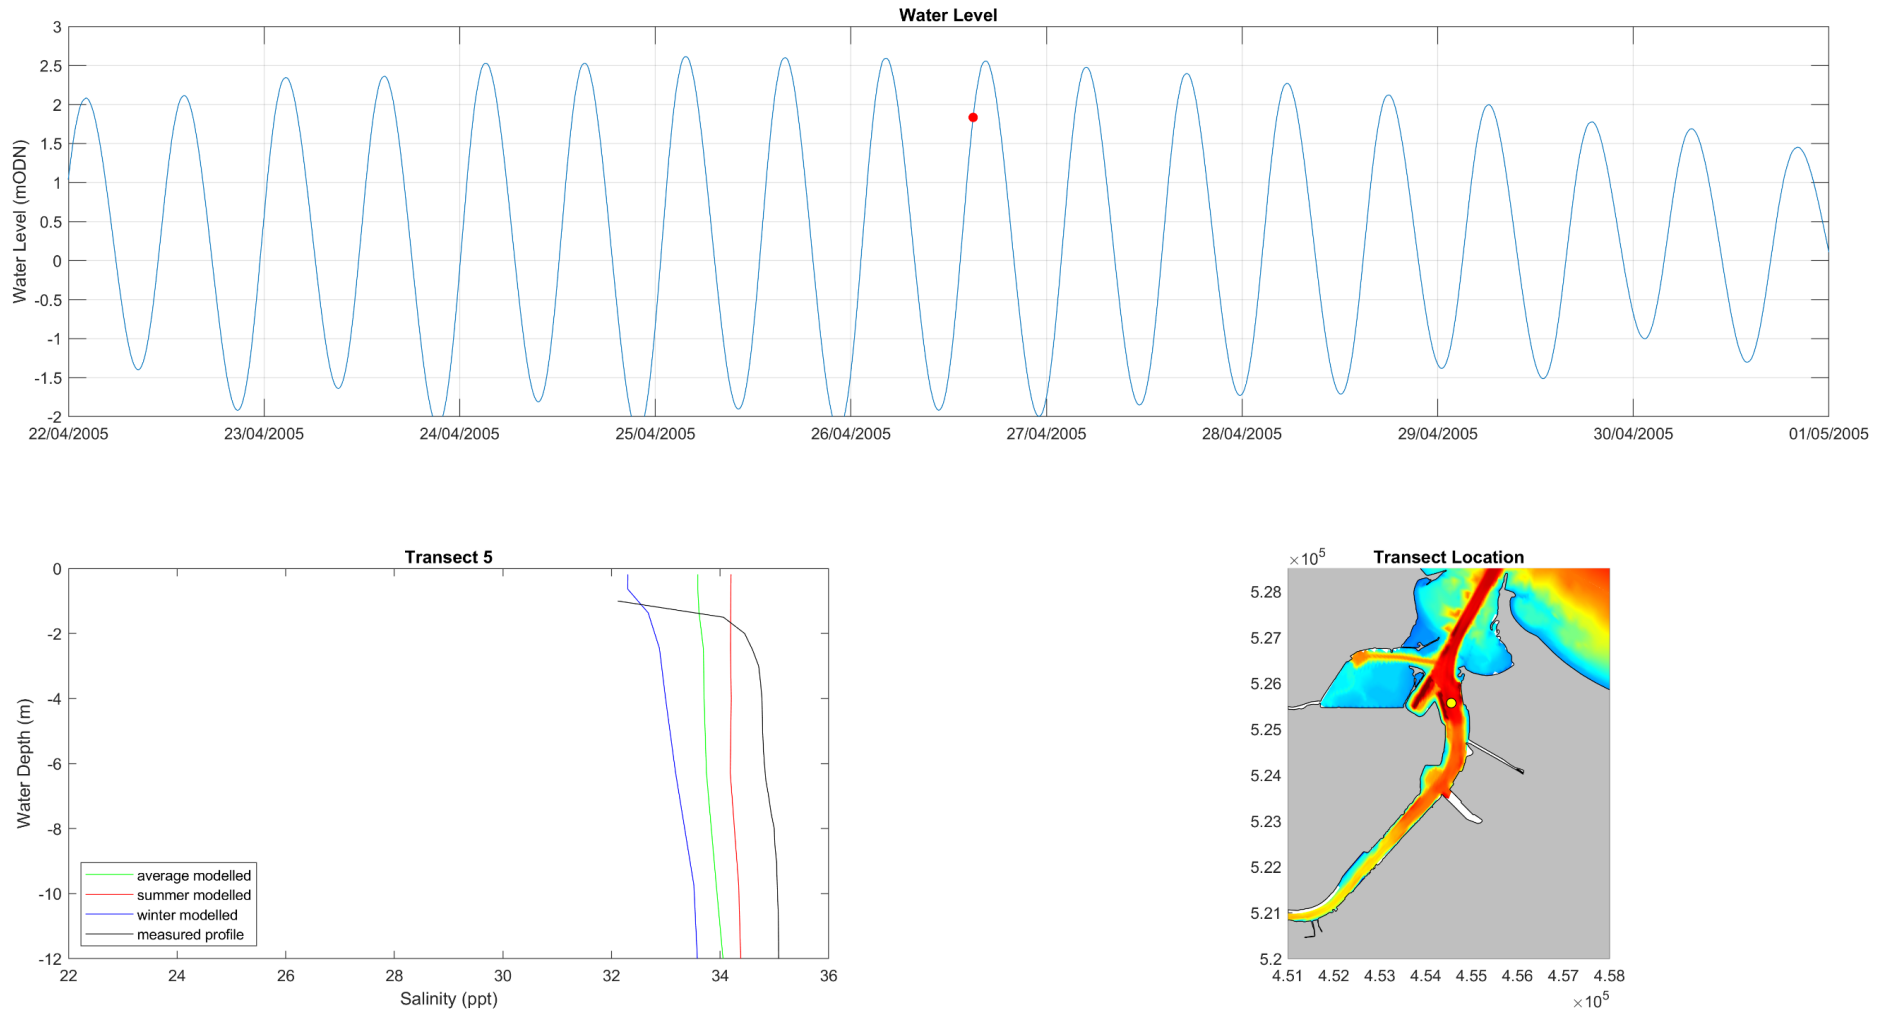 Water Level
3
2.5
2
1.5
1
0.5
0
-0.5
-1
-1.5
-2
Water Level (mODN)
22/04/2005 23/04/2005 24/04/2005 25/04/2005 26/04/2005 27/04/2005 28/04/2005 29/04/2005 30/04/2005 01/05/2005
Transect 5
0
-2
-4
-6
-8
-10
-12
Water Depth (m)
average modelled
summer modelled
winter modelled
measured profile
22 24 26 28 30 32 34 36
Salinity (ppt)
×10⁵ Transect Location
5.28
5.27
5.26
5.25
5.24
5.23
5.22
5.21
5.2
4.51 4.52 4.53 4.54 4.55 4.56 4.57 4.58
×10⁵